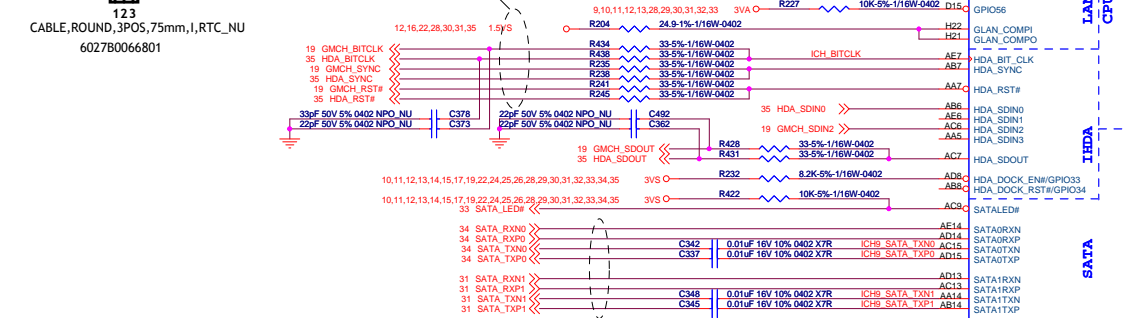 123
CABLE,ROUND,3POS,75mm,I,RTC_NU
6027B0066801
9,10,11,12,13,28,29,30,31,32,33 3VA R227 10K-5%-1/16W-0402 D15 GPIO56
12,16,22,28,30,31,35 1.5VS R204 24.9-1%-1/16W-0402 H22 GLAN_COMPI
H21 GLAN_COMPO
19 GMCH_BITCLK R434 33-5%-1/16W-0402
35 HDA_BITCLK R438 33-5%-1/16W-0402 ICH_BITCLK AE7 HDA_BIT_CLK
19 GMCH_SYNC R235 33-5%-1/16W-0402 AB7 HDA_SYNC
35 HDA_SYNC R238 33-5%-1/16W-0402
19 GMCH_RST# R241 33-5%-1/16W-0402 AA7 HDA_RST#
35 HDA_RST# R245 33-5%-1/16W-0402
35 HDA_SDIN0 AB6 HDA_SDIN0
33pF 50V 5% 0402 NPO_NU C378 22pF 50V 5% 0402 NPO_NU C492 AE6 HDA_SDIN1
22pF 50V 5% 0402 NPO_NU C373 22pF 50V 5% 0402 NPO_NU C362 19 GMCH_SDIN2 AC6 HDA_SDIN2
AA5 HDA_SDIN3
19 GMCH_SDOUT R428 33-5%-1/16W-0402
35 HDA_SDOUT R431 33-5%-1/16W-0402 AC7 HDA_SDOUT
10,11,12,13,14,15,17,19,22,24,25,26,28,29,30,31,32,33,34,35 3VS R232 8.2K-5%-1/16W-0402 AD8 HDA_DOCK_EN#/GPIO33
AB8 HDA_DOCK_RST#/GPIO34
10,11,12,13,14,15,17,19,22,24,25,26,28,29,30,31,32,33,34,35 3VS R422 10K-5%-1/16W-0402
33 SATA_LED# AC9 SATALED#
34 SATA_RXN0 AE14 SATA0RXN
34 SATA_RXP0 AD14 SATA0RXP
34 SATA_TXN0 C342 0.01uF 16V 10% 0402 X7R ICH9_SATA_TXN0 AC15 SATA0TXN
34 SATA_TXP0 C337 0.01uF 16V 10% 0402 X7R ICH9_SATA_TXP0 AD15 SATA0TXP
31 SATA_RXN1 AD13 SATA1RXN
31 SATA_RXP1 AC13 SATA1RXP
31 SATA_TXN1 C348 0.01uF 16V 10% 0402 X7R ICH9_SATA_TXN1 AA14 SATA1TXN
31 SATA_TXP1 C345 0.01uF 16V 10% 0402 X7R ICH9_SATA_TXP1 AB14 SATA1TXP
CPU
IHDA
SATA